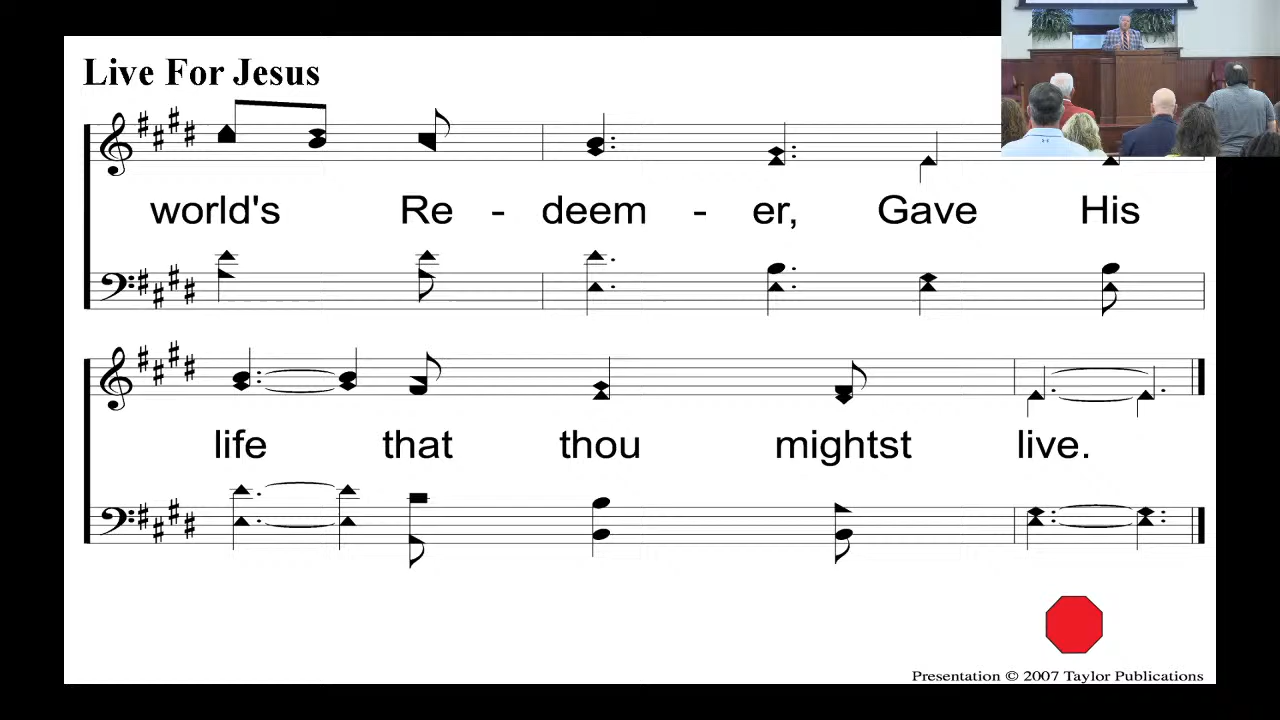 Live For Jesus
world's Re - deem - er, Gave His
life that thou mightst live.
Presentation © 2007 Taylor Publications